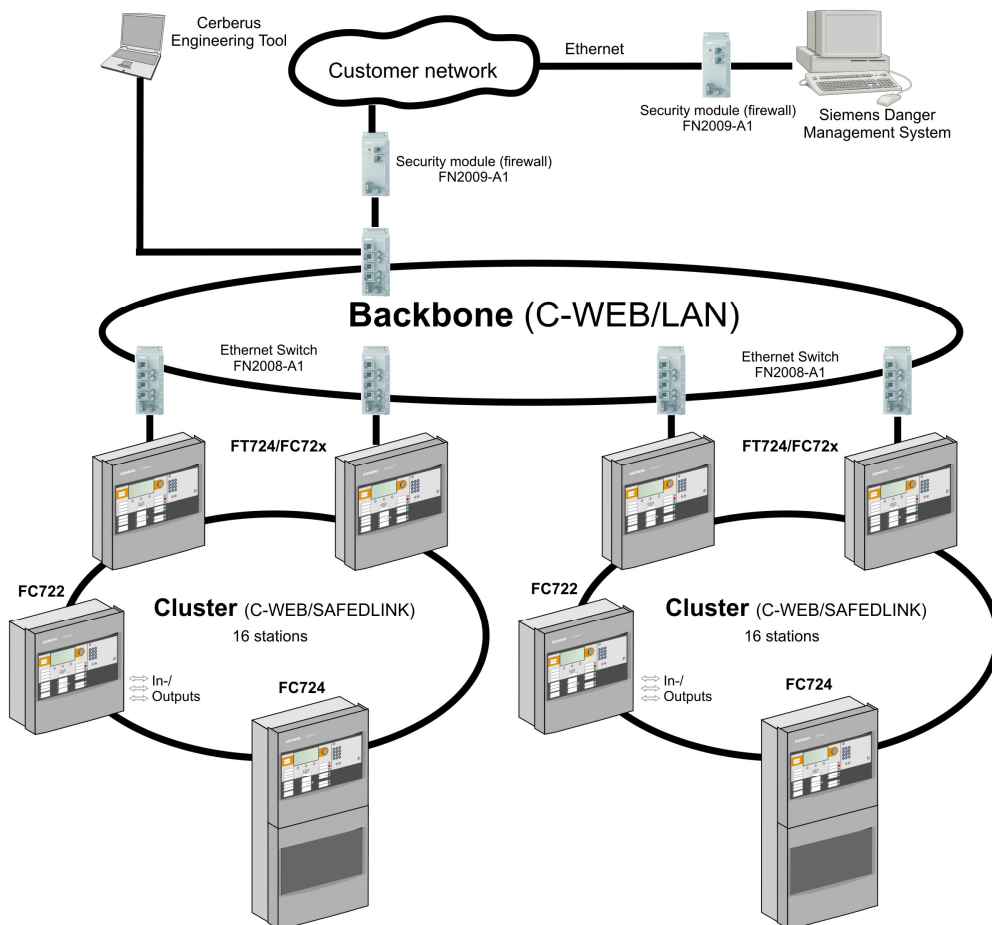 Cerberus
Engineering Tool
Customer network
Ethernet
Security module (firewall)
FN2009-A1
Siemens Danger
Management System
Security module (firewall)
FN2009-A1
Backbone (C-WEB/LAN)
Ethernet Switch
FN2008-A1
Ethernet Switch
FN2008-A1
FT724/FC72x
FT724/FC72x
FC722
Cluster (C-WEB/SAFEDLINK)
16 stations
In-/
Outputs
FC724
FC722
Cluster (C-WEB/SAFEDLINK)
16 stations
In-/
Outputs
FC724